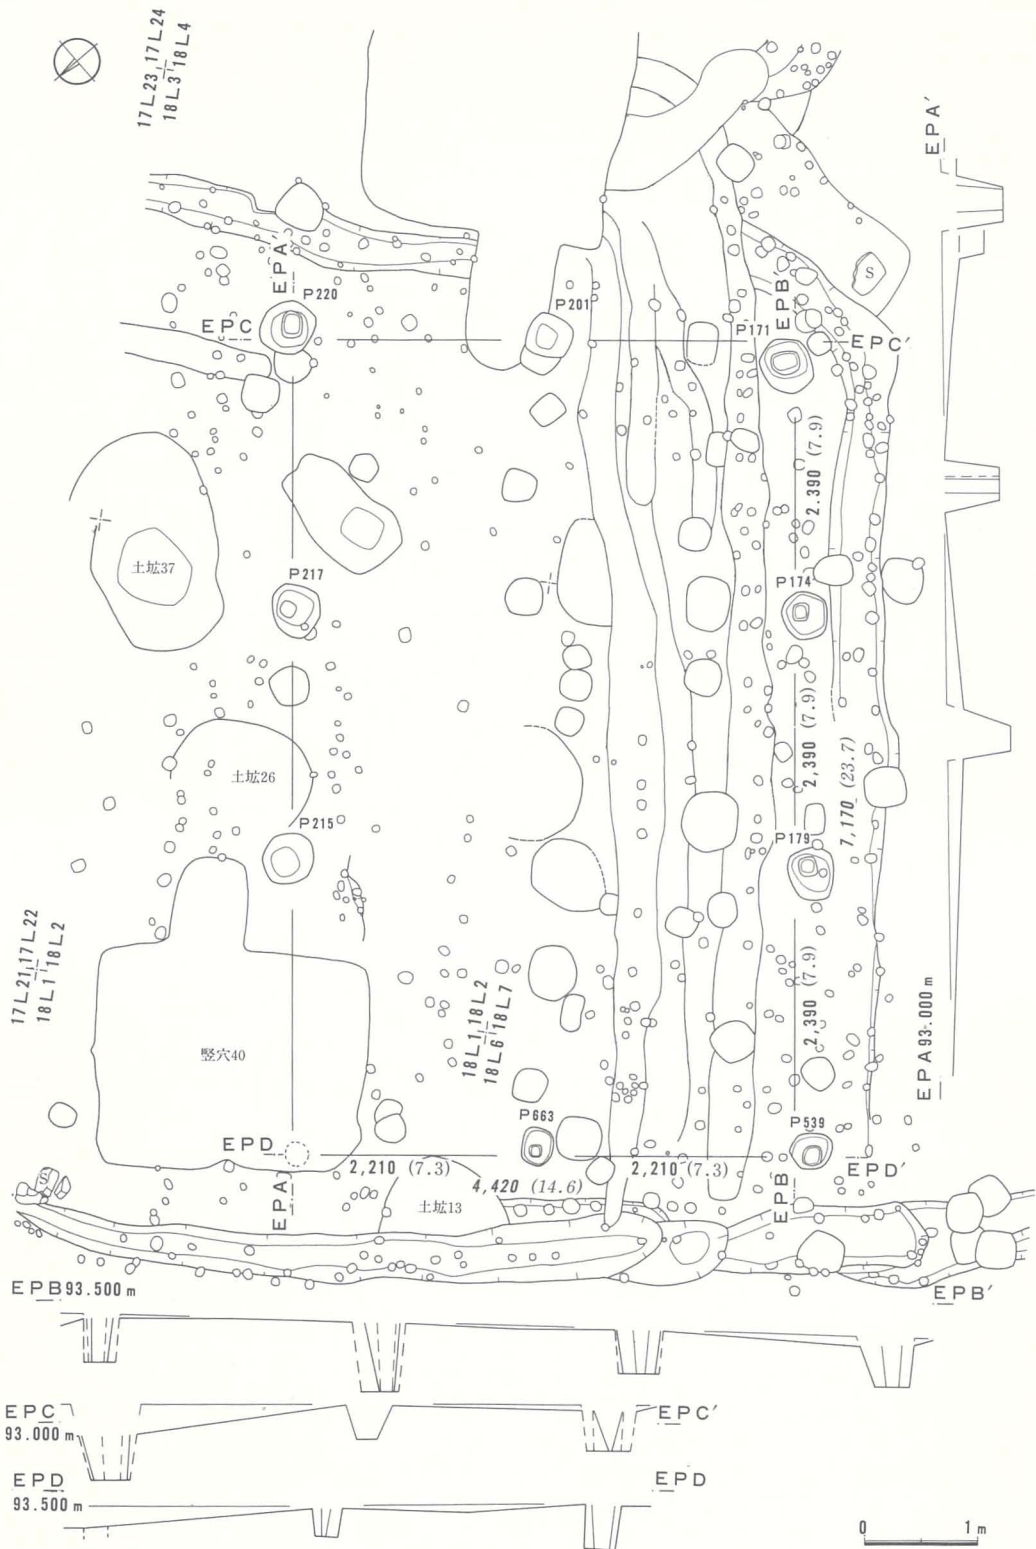 17L23 17L24
18L3 18L4
EPA′
EPA′
P220
EPC
P201
EPB′
P171
EPC′
S
2.390 (7.9)
土坑37
P217
P174
2,390 (7.9)
7,170 (23.7)
土坑26
P215
P179
17L21 17L22
18L1 18L2
18L1 18L2
18L6 18L7
2,390 (7.9)
EPA 93.000m
竪穴40
P663
P539
EPD
2,210 (7.3)
2,210 (7.3)
EPD′
4,420 (14.6)
S
EPA
土坑13
EPB
EPB 93.500m
EPB′
EPC
93.000m
EPC′
EPD
93.500m
EPD
0 1m